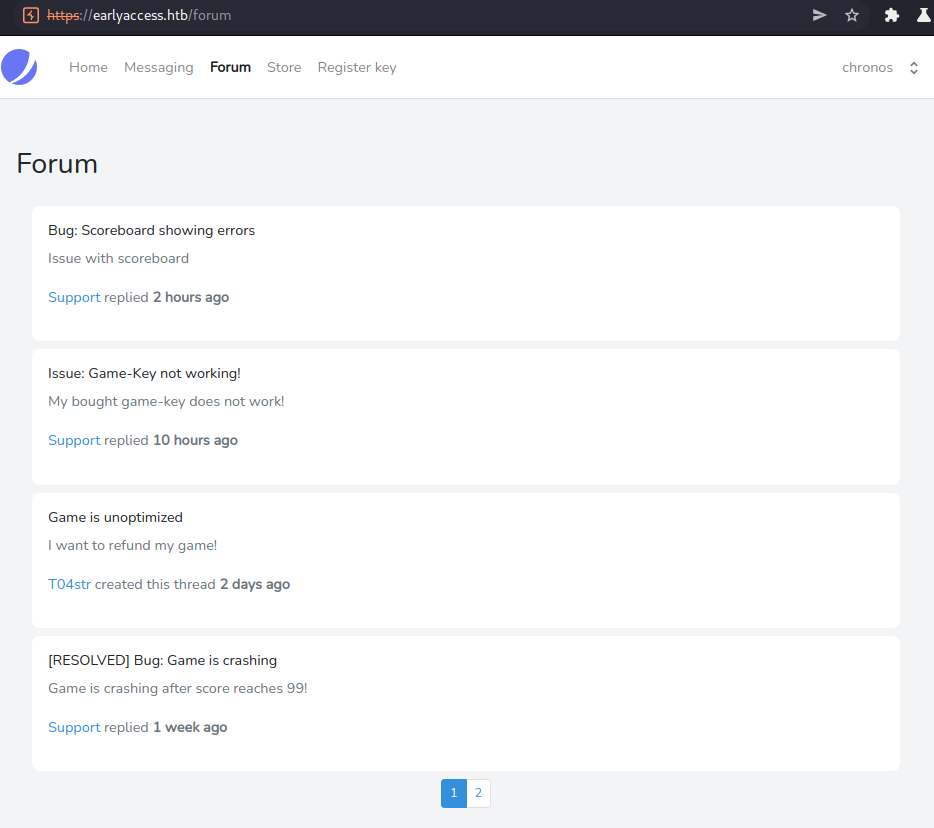 https://earlyaccess.htb/forum
Home Messaging Forum Store Register key chronos
Forum
Bug: Scoreboard showing errors
Issue with scoreboard
Support replied 2 hours ago
Issue: Game-Key not working!
My bought game-key does not work!
Support replied 10 hours ago
Game is unoptimized
I want to refund my game!
T04str created this thread 2 days ago
[RESOLVED] Bug: Game is crashing
Game is crashing after score reaches 99!
Support replied 1 week ago
1 2